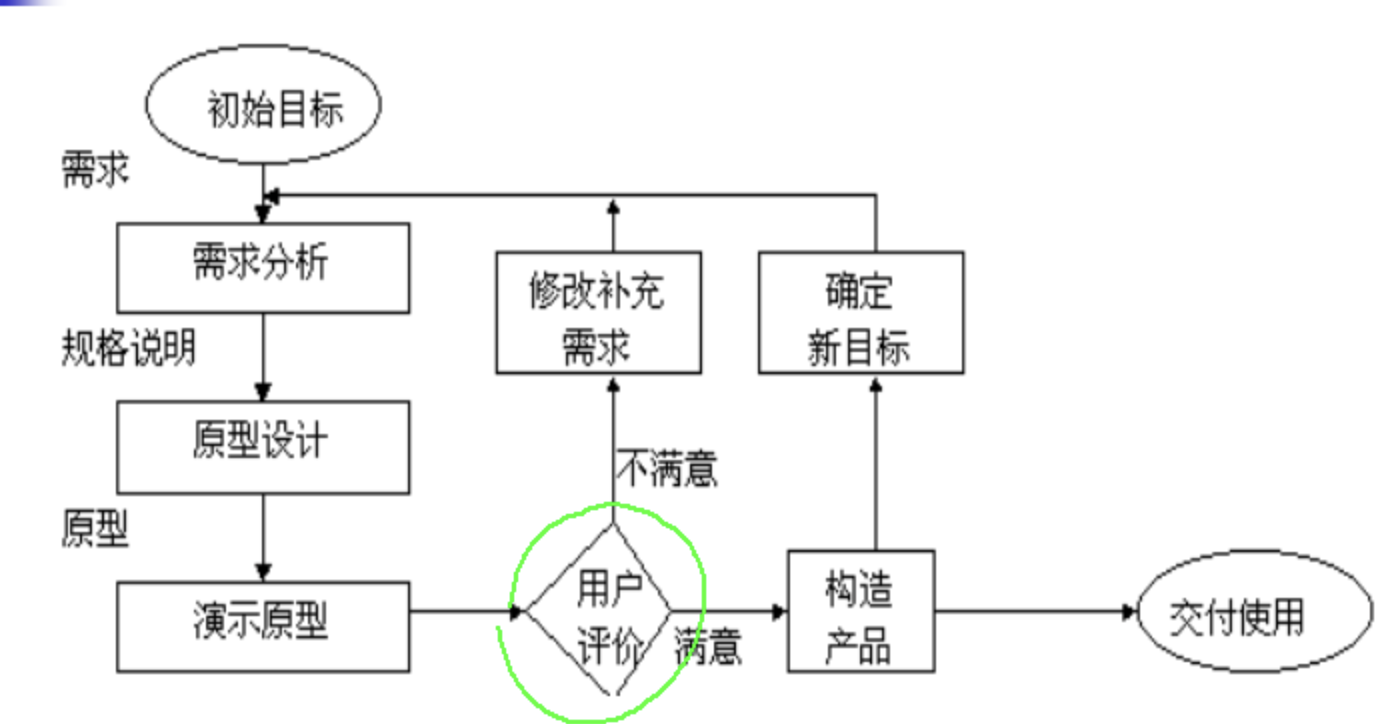 初始目标
需求
需求分析
规格说明
原型设计
原型
演示原型
用户
评价
不满意
修改补充
需求
满意
构造
产品
确定
新目标
交付使用